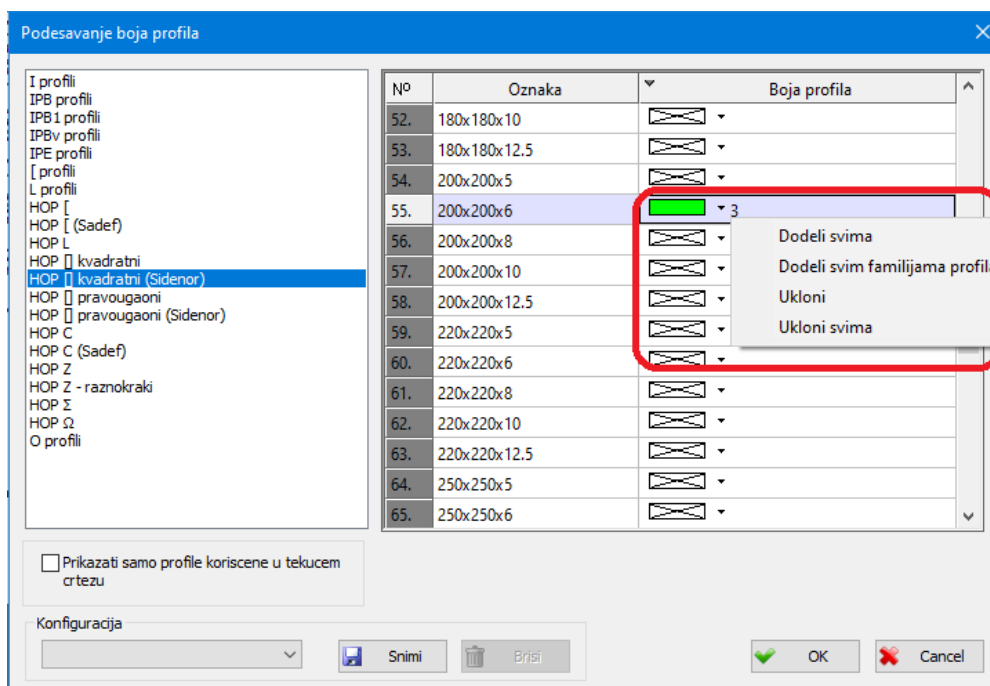 Podesavanje boja profila
I profili
IPB profili
IPB1 profili
IPBv profili
IPE profili
[ profili
L profili
HOP [
HOP [ (Sadef)
HOP L
HOP [] kvadratni
HOP [] kvadratni (Sidenor)
HOP [] pravougaoni
HOP [] pravougaoni (Sidenor)
HOP C
HOP C (Sadef)
HOP Z
HOP Z - raznokraki
HOP Σ
HOP Ω
O profili
Nº Oznaka Boja profila
52. 180x180x10
53. 180x180x12.5
54. 200x200x5
55. 200x200x6 3
56. 200x200x8
57. 200x200x10
58. 200x200x12.5
59. 220x220x5
60. 220x220x6
61. 220x220x8
62. 220x220x10
63. 220x220x12.5
64. 250x250x5
65. 250x250x6
Dodeli svima
Dodeli svim familijama profila
Ukloni
Ukloni svima
Prikazati samo profile koriscene u tekucem
crtezu
Konfiguracija
Snimi Brisi OK Cancel